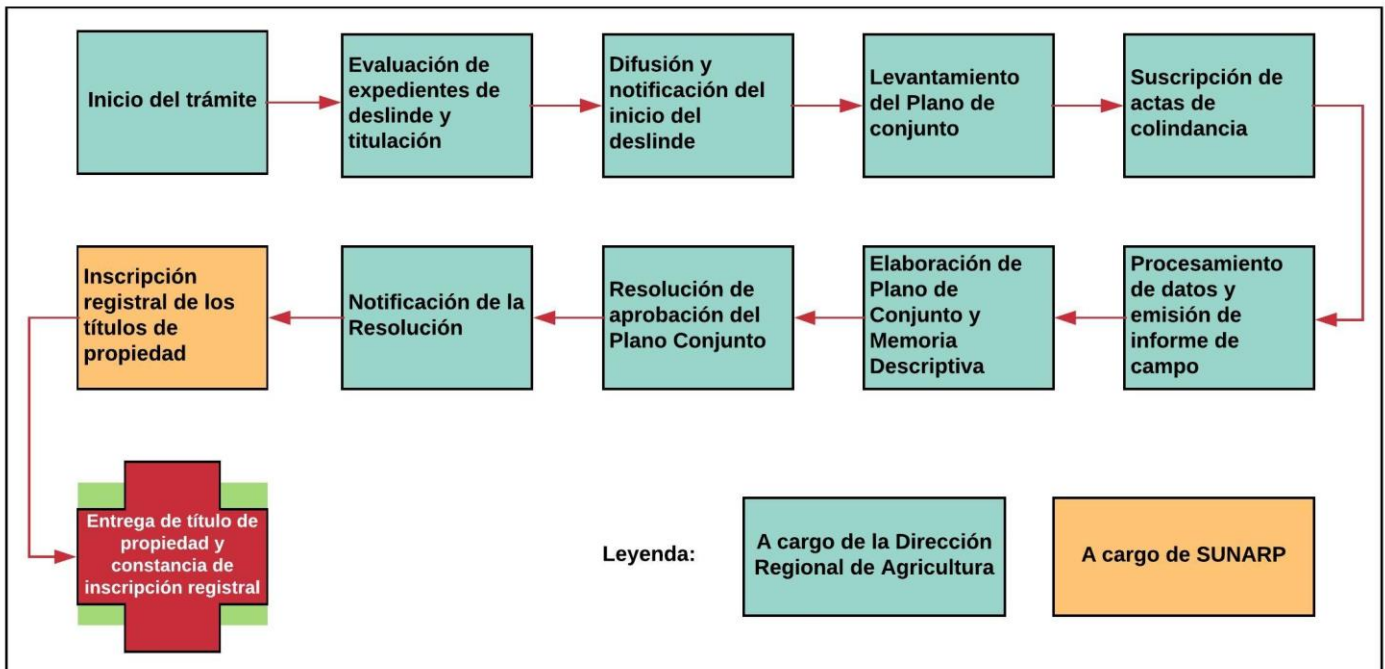 Inicio del trámite
Evaluación de
expedientes de
deslinde y
titulación
Difusión y
notificación del
inicio del
deslinde
Levantamiento
del Plano de
conjunto
Suscripción de
actas de
colindancia
Inscripción
registral de los
títulos de
propiedad
Notificación de la
Resolución
Resolución de
aprobación del
Plano Conjunto
Elaboración de
Plano de
Conjunto y
Memoria
Descriptiva
Procesamiento
de datos y
emisión de
informe de
campo
Entrega de título de
propiedad y
constancia de
inscripción registral
Leyenda:
A cargo de la Dirección
Regional de Agricultura
A cargo de SUNARP